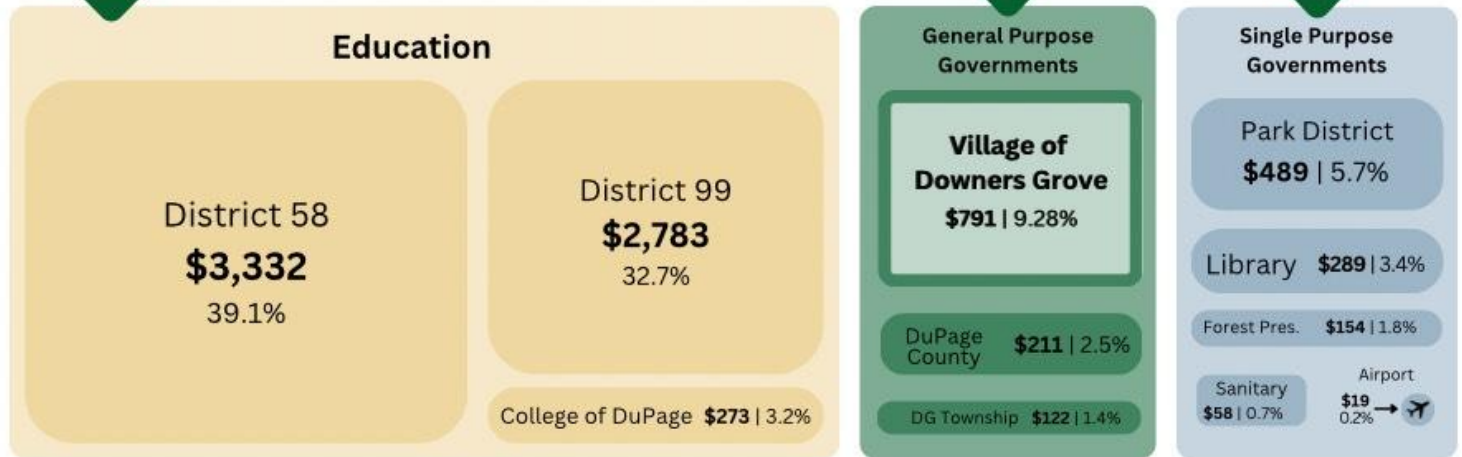 Education
District 58
$3,332
39.1%
District 99
$2,783
32.7%
College of DuPage $273 | 3.2%
General Purpose
Governments
Village of
Downers Grove
$791 | 9.28%
DuPage
County
$211 | 2.5%
DG Township $122 | 1.4%
Single Purpose
Governments
Park District
$489 | 5.7%
Library $289 | 3.4%
Forest Pres. $154 | 1.8%
Sanitary
$58 | 0.7%
Airport
$19
0.2%